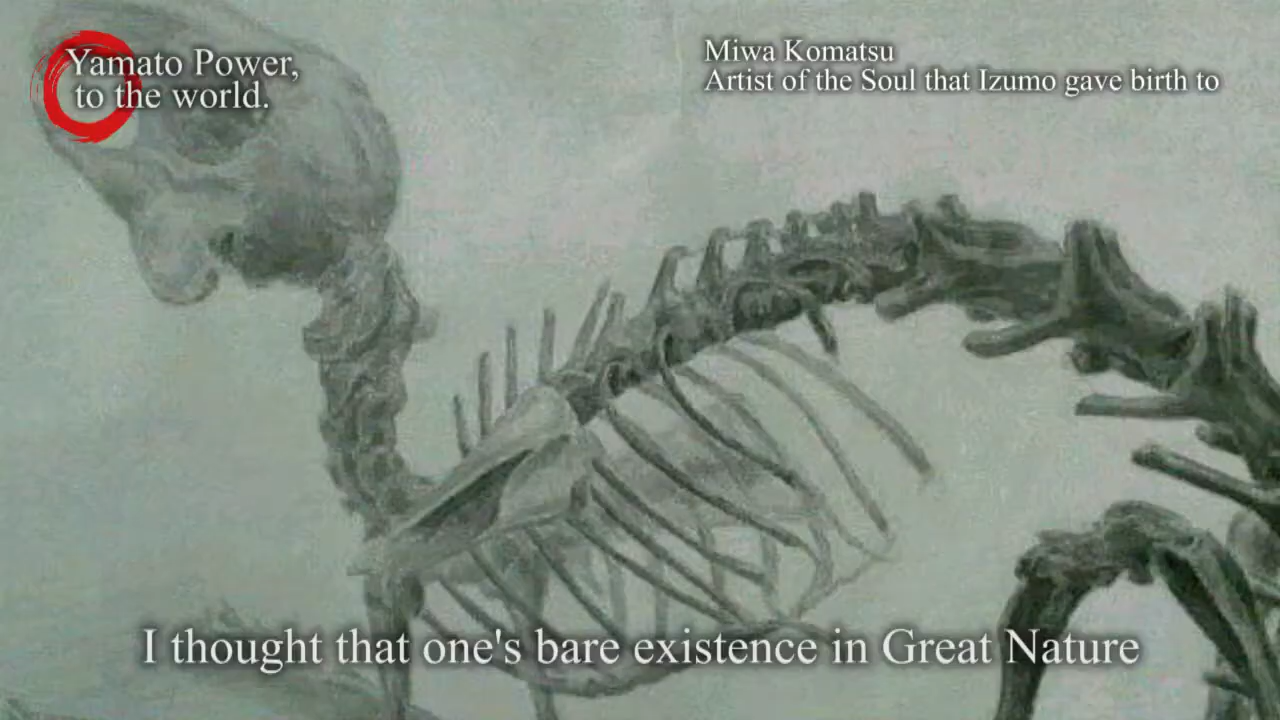 Yamato Power,
to the world.
Miwa Komatsu
Artist of the Soul that Izumo gave birth to
I thought that one's bare existence in Great Nature